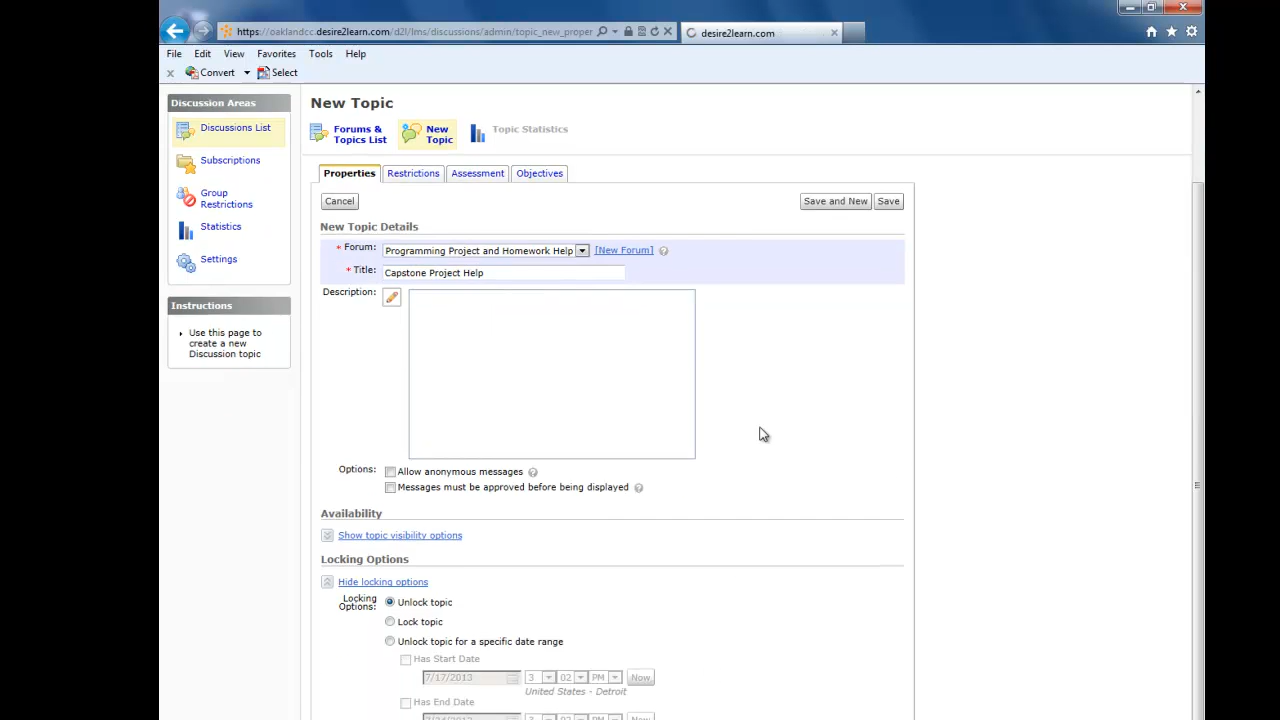 https://oaklandcc.desire2learn.com/d2l/lms/discussions/admin/topic_new_proper
desire2learn.com
File Edit View Favorites Tools Help
Convert Select
Discussion Areas
Discussions List
Subscriptions
Group
Restrictions
Statistics
Settings
Instructions
Use this page to
create a new
Discussion topic
New Topic
Forums &
Topics List
New
Topic
Topic Statistics
Properties Restrictions Assessment Objectives
Cancel Save and New Save
New Topic Details
* Forum: Programming Project and Homework Help [New Forum]
* Title: Capstone Project Help
Description:
Options: Allow anonymous messages
Messages must be approved before being displayed
Availability
Show topic visibility options
Locking Options
Hide locking options
Locking
Options:
Unlock topic
Lock topic
Unlock topic for a specific date range
Has Start Date
7/17/2013 3 02 PM Now
United States - Detroit
Has End Date